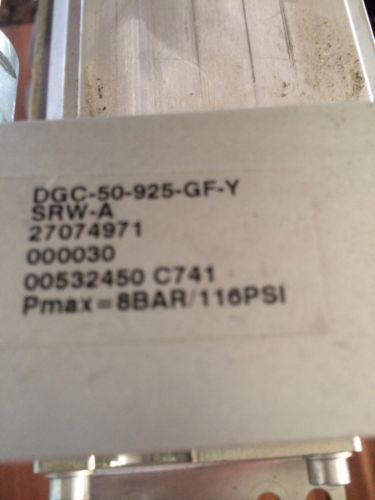 DGC-50-925-GF-Y
SRW-A
27074971
000030
00532450 C741
Pmax=8BAR/116PSI